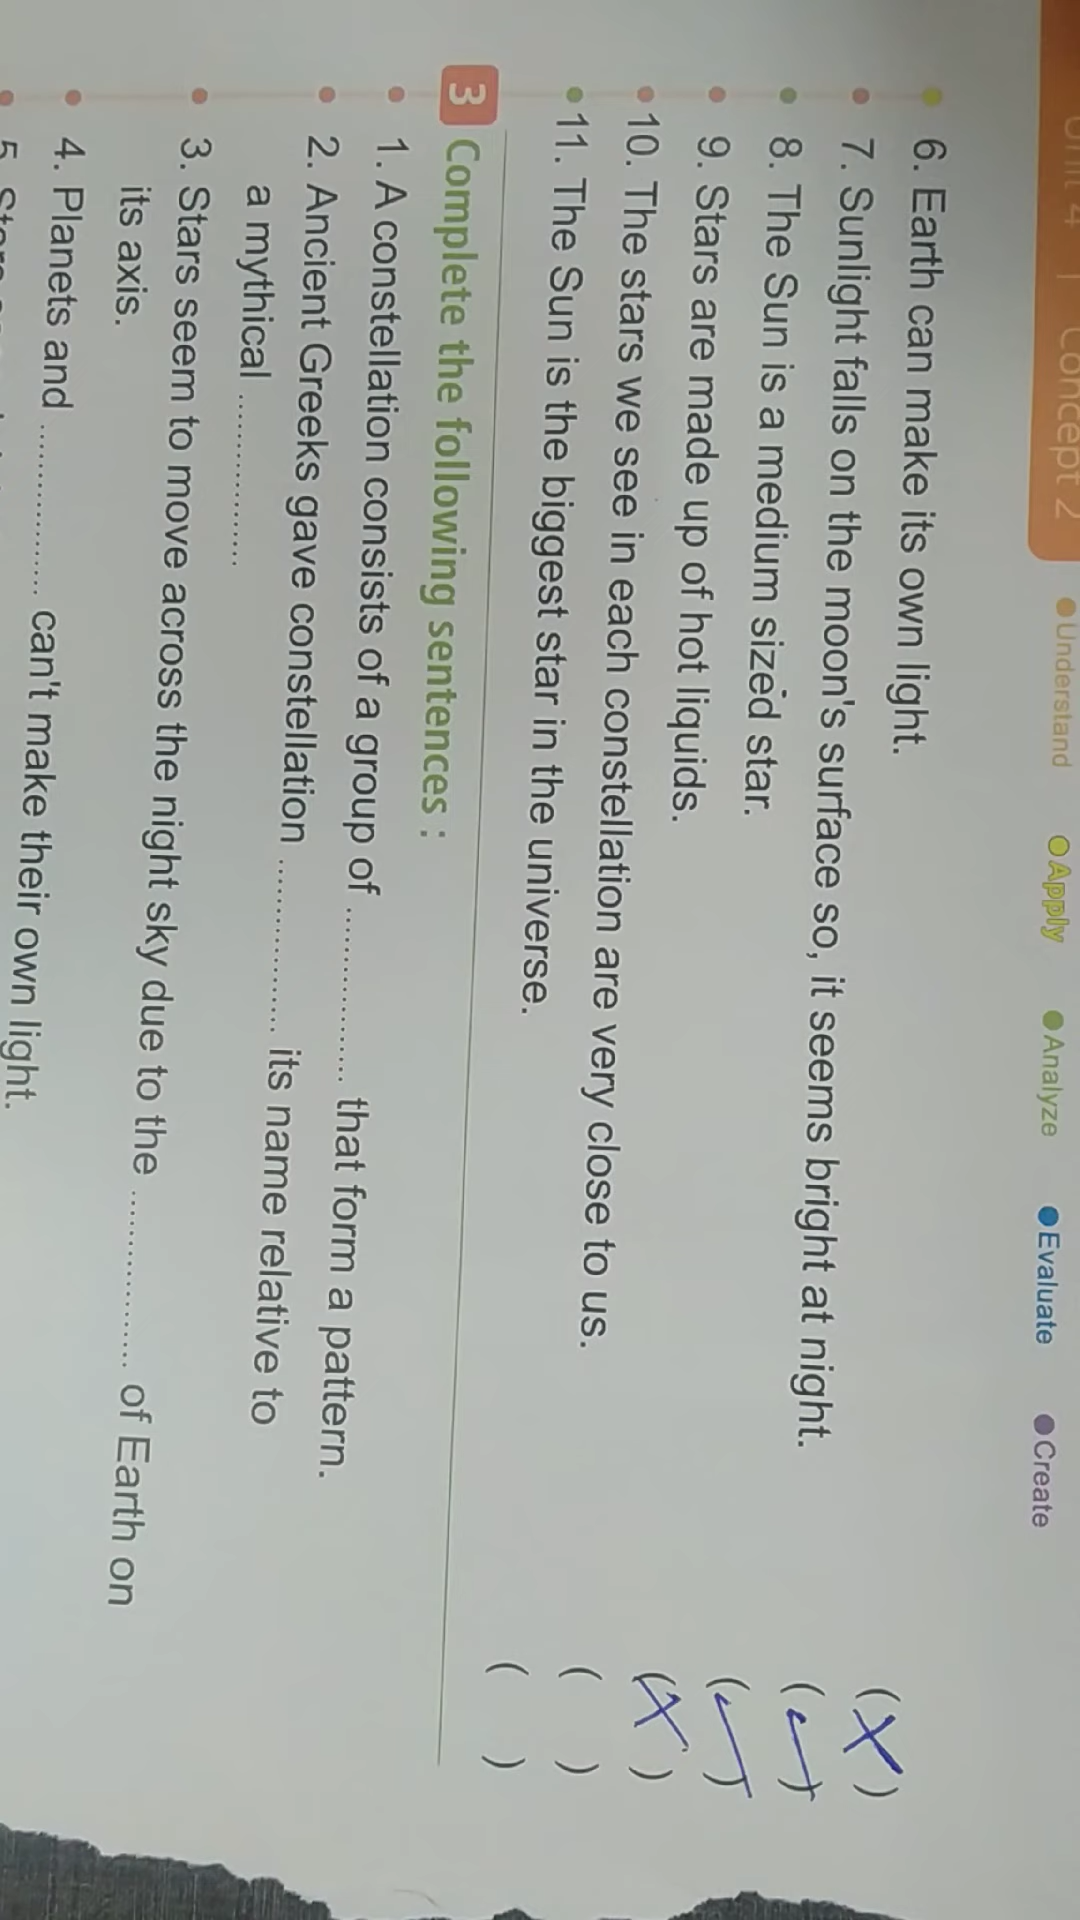 Unit 4 | Concept 2 Understand Apply Analyze Evaluate Create
6. Earth can make its own light. (X)
7. Sunlight falls on the moon's surface so, it seems bright at night. (✓)
8. The Sun is a medium sized star. (✓)
9. Stars are made up of hot liquids. (X)
10. The stars we see in each constellation are very close to us. ( )
11. The Sun is the biggest star in the universe. ( )
3 Complete the following sentences :
1. A constellation consists of a group of ................ that form a pattern.
2. Ancient Greeks gave constellation ................ its name relative to
a mythical ................
3. Stars seem to move across the night sky due to the ................ of Earth on
its axis.
4. Planets and ................ can't make their own light.
5.